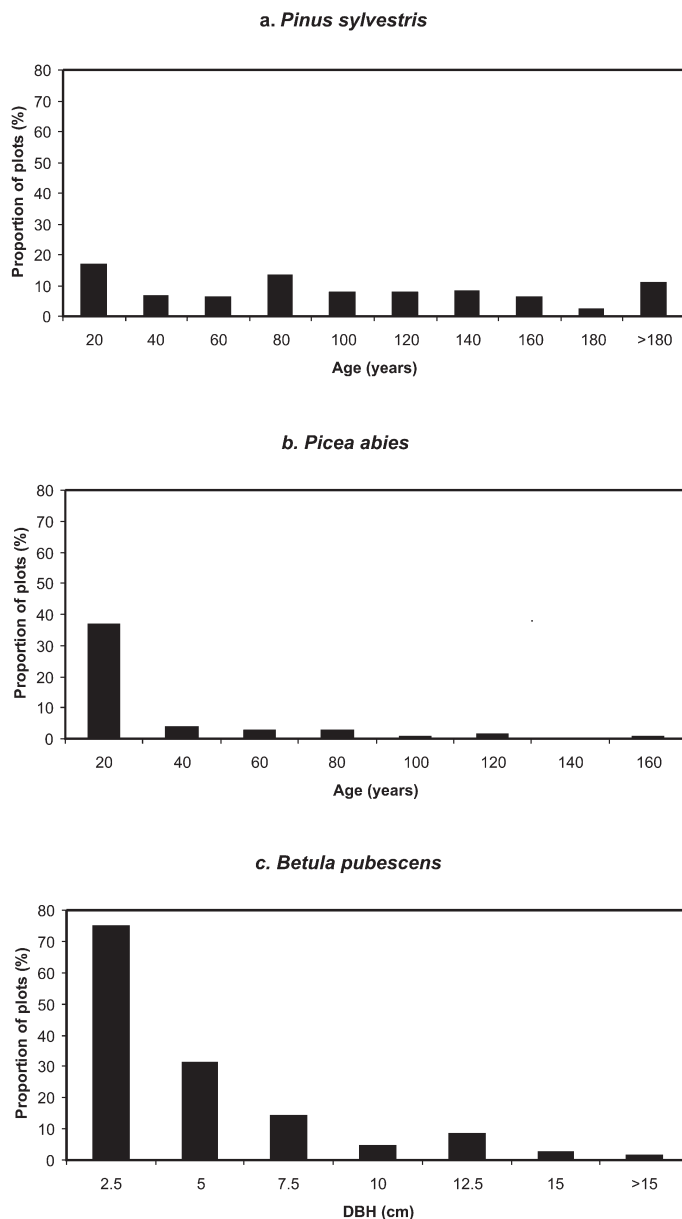 a. Pinus sylvestris
80
70
60
50
40
30
20
10
0
Proportion of plots (%)
20 40 60 80 100 120 140 160 180 >180
Age (years)
b. Picea abies
80
70
60
50
40
30
20
10
0
Proportion of plots (%)
20 40 60 80 100 120 140 160
Age (years)
c. Betula pubescens
80
70
60
50
40
30
20
10
0
Proportion of plots (%)
2.5 5 7.5 10 12.5 15 >15
DBH (cm)